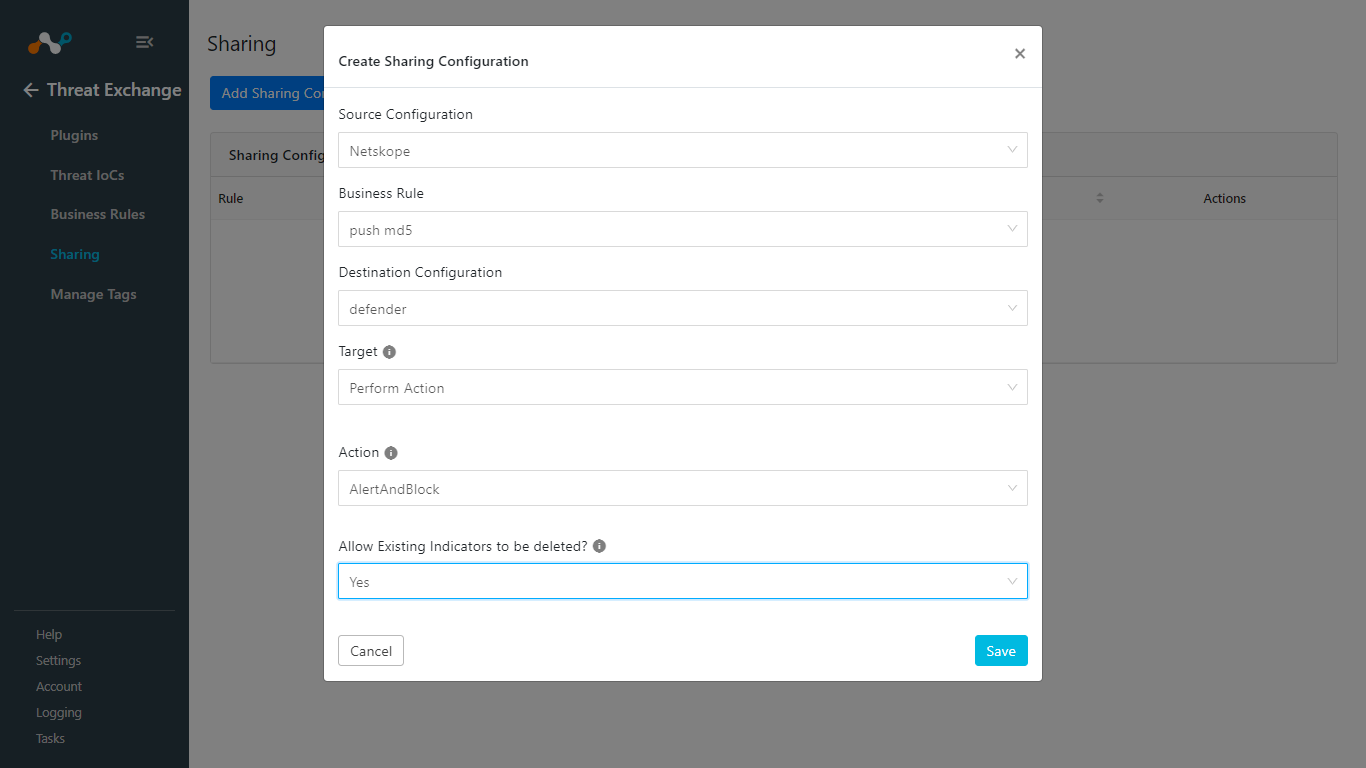 Threat Exchange
Plugins
Threat IoCs
Business Rules
Sharing
Manage Tags
Help
Settings
Account
Logging
Tasks
Sharing
Add Sharing Co
Sharing Config
Rule
Actions
Create Sharing Configuration
Source Configuration
Netskope
Business Rule
push md5
Destination Configuration
defender
Target
Perform Action
Action
AlertAndBlock
Allow Existing Indicators to be deleted?
Yes
Cancel
Save